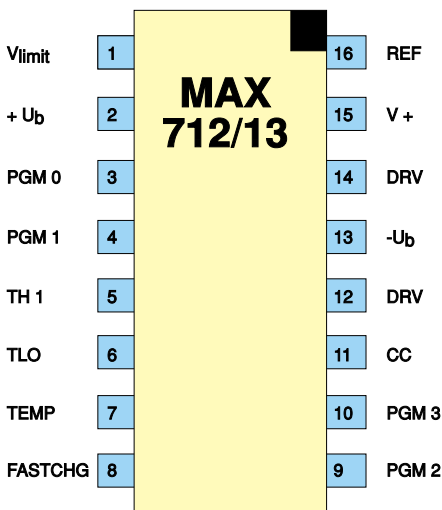 Vlimit 1 16 REF
MAX
712/13
+ Ub 2 15 V +
PGM 0 3 14 DRV
PGM 1 4 13 -Ub
TH 1 5 12 DRV
TLO 6 11 CC
TEMP 7 10 PGM 3
FASTCHG 8 9 PGM 2